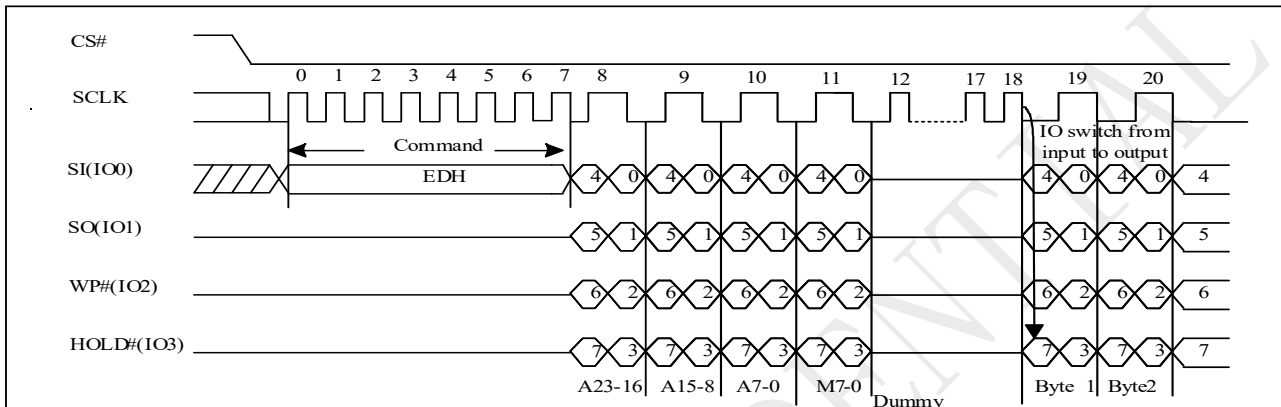 CS#
0 1 2 3 4 5 6 7 8 9 10 11 12 17 18 19 20
SCLK
Command
IO switch from
input to output
SI(IO0)
EDH
4 0 4 0 4 0 4 0 4 0 4 0 4
SO(IO1)
5 1 5 1 5 1 5 1 5 1 5 1 5
WP#(IO2)
6 2 6 2 6 2 6 2 6 2 6 2 6
HOLD#(IO3)
7 3 7 3 7 3 7 3 7 3 7 3 7
A23-16 A15-8 A7-0 M7-0 Dummy Byte 1 Byte2